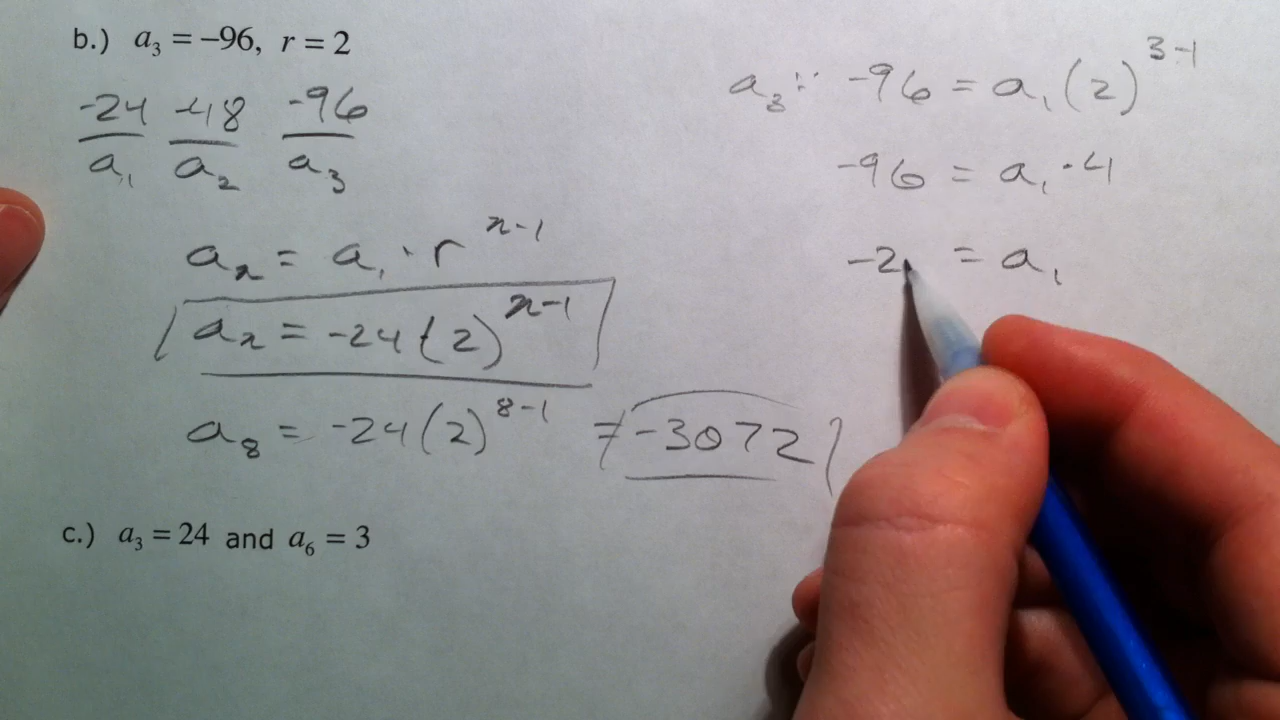 b.) a₃ = –96, r = 2
-24 -48 -96
a₁ a₂ a₃
aₙ = a₁ · r^(n-1)
aₙ = -24(2)^(n-1)
a₈ = -24(2)^(8-1) = -3072
c.) a₃ = 24 and a₆ = 3
a₃: -96 = a₁(2)^(3-1)
-96 = a₁ · 4
-2 = a₁